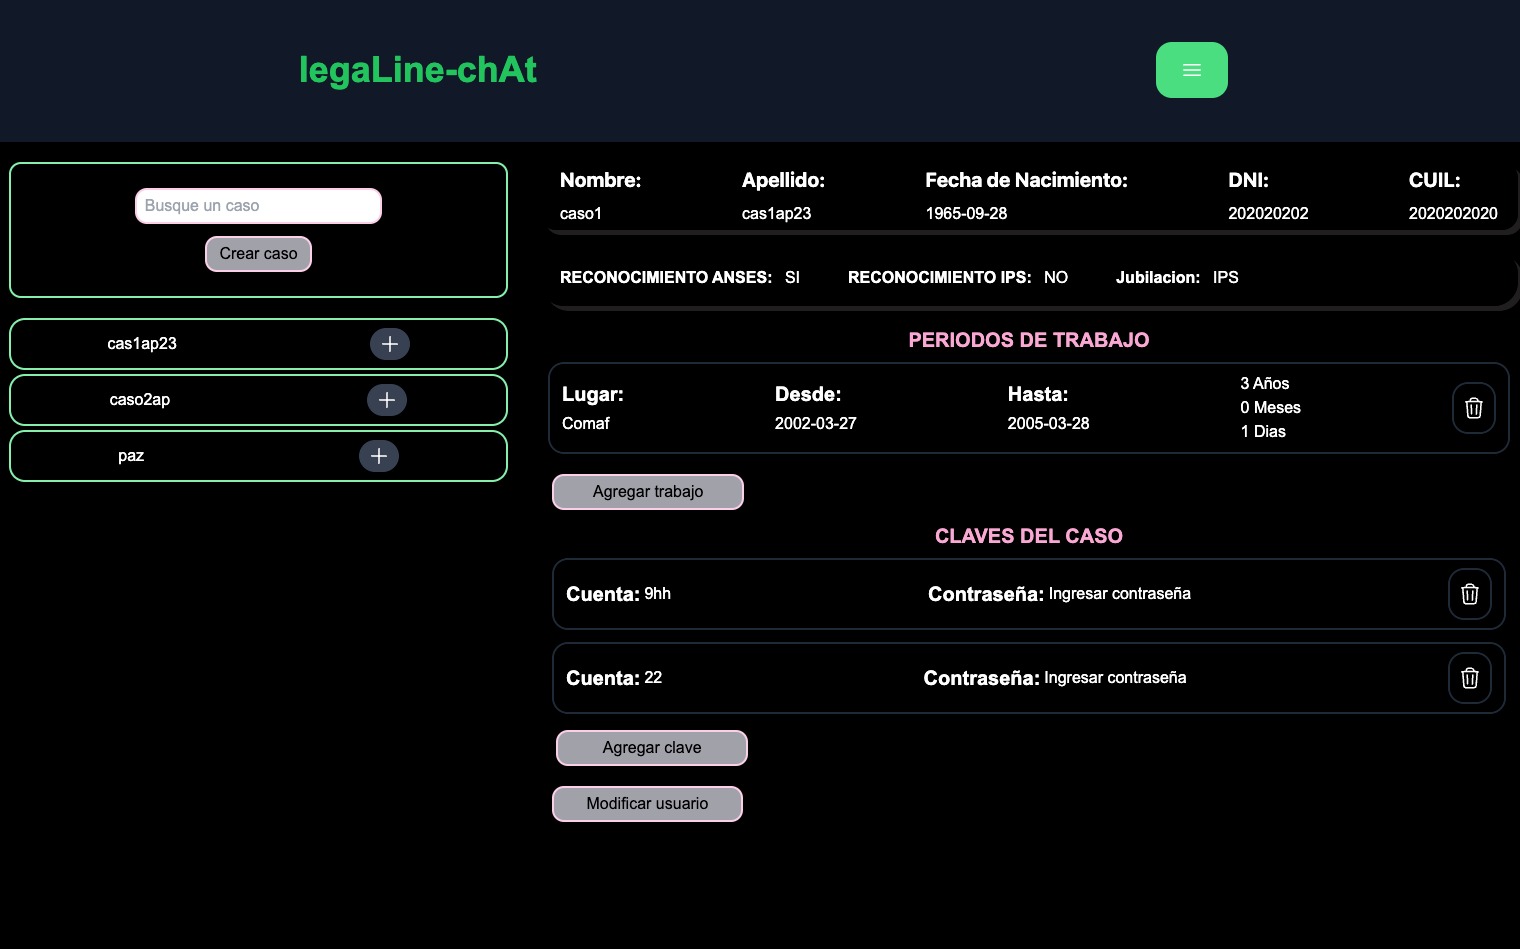 legaLine-chAt
Busque un caso
Crear caso
cas1ap23
caso2ap
paz
Nombre: Apellido: Fecha de Nacimiento: DNI: CUIL:
caso1 cas1ap23 1965-09-28 202020202 2020202020
RECONOCIMIENTO ANSES: SI RECONOCIMIENTO IPS: NO Jubilacion: IPS
PERIODOS DE TRABAJO
Lugar: Desde: Hasta:
Comaf 2002-03-27 2005-03-28
3 Años
0 Meses
1 Dias
Agregar trabajo
CLAVES DEL CASO
Cuenta: 9hh Contraseña: Ingresar contraseña
Cuenta: 22 Contraseña: Ingresar contraseña
Agregar clave
Modificar usuario